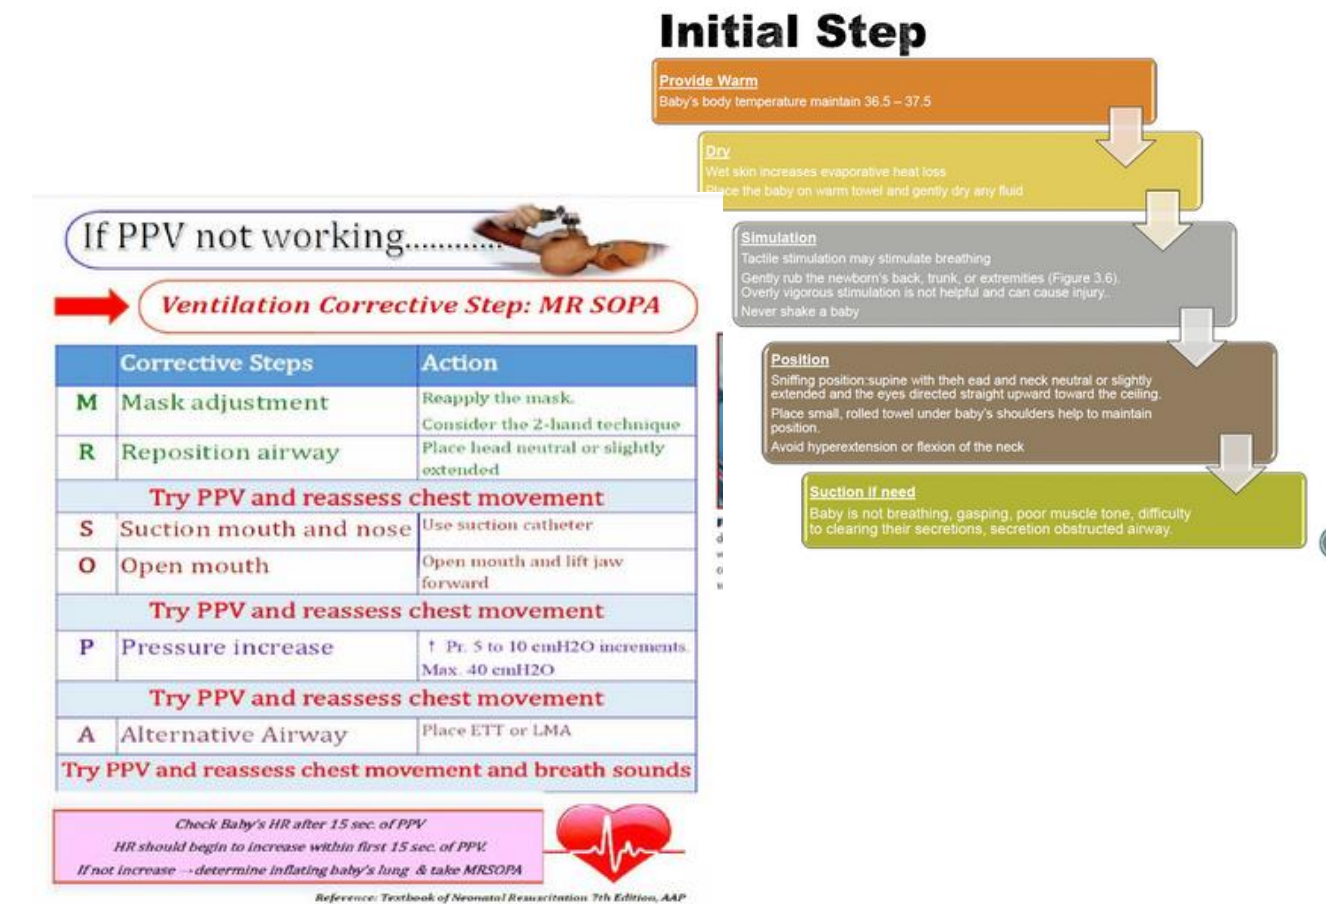 Initial Step
Provide Warm
Baby's body temperature maintain 36.5 – 37.5
Dry
Wet skin increases evaporative heat loss
Place the baby on warm towel and gently dry any fluid
Simulation
Tactile stimulation may stimulate breathing
Gently rub the newborn's back, trunk, or extremities (Figure 3.6).
Overly vigorous stimulation is not helpful and can cause injury..
Never shake a baby
Position
Sniffing position:supine with theh ead and neck neutral or slightly
extended and the eyes directed straight upward toward the ceiling.
Place small, rolled towel under baby's shoulders help to maintain
position.
Avoid hyperextension or flexion of the neck
Suction if need
Baby is not breathing, gasping, poor muscle tone, difficulty
to clearing their secretions, secretion obstructed airway.
If PPV not working............
Ventilation Corrective Step: MR SOPA
Corrective Steps Action
M Mask adjustment Reapply the mask.
Consider the 2-hand technique
R Reposition airway Place head neutral or slightly
extended
Try PPV and reassess chest movement
S Suction mouth and nose Use suction catheter
O Open mouth Open mouth and lift jaw
forward
Try PPV and reassess chest movement
P Pressure increase ↑ Pr. 5 to 10 cmH2O increments.
Max. 40 cmH2O
Try PPV and reassess chest movement
A Alternative Airway Place ETT or LMA
Try PPV and reassess chest movement and breath sounds
Check Baby's HR after 15 sec. of PPV
HR should begin to increase within first 15 sec. of PPV.
If not increase → determine inflating baby's lung & take MRSOPA
Reference: Textbook of Neonatal Resuscitation 7th Edition, AAP